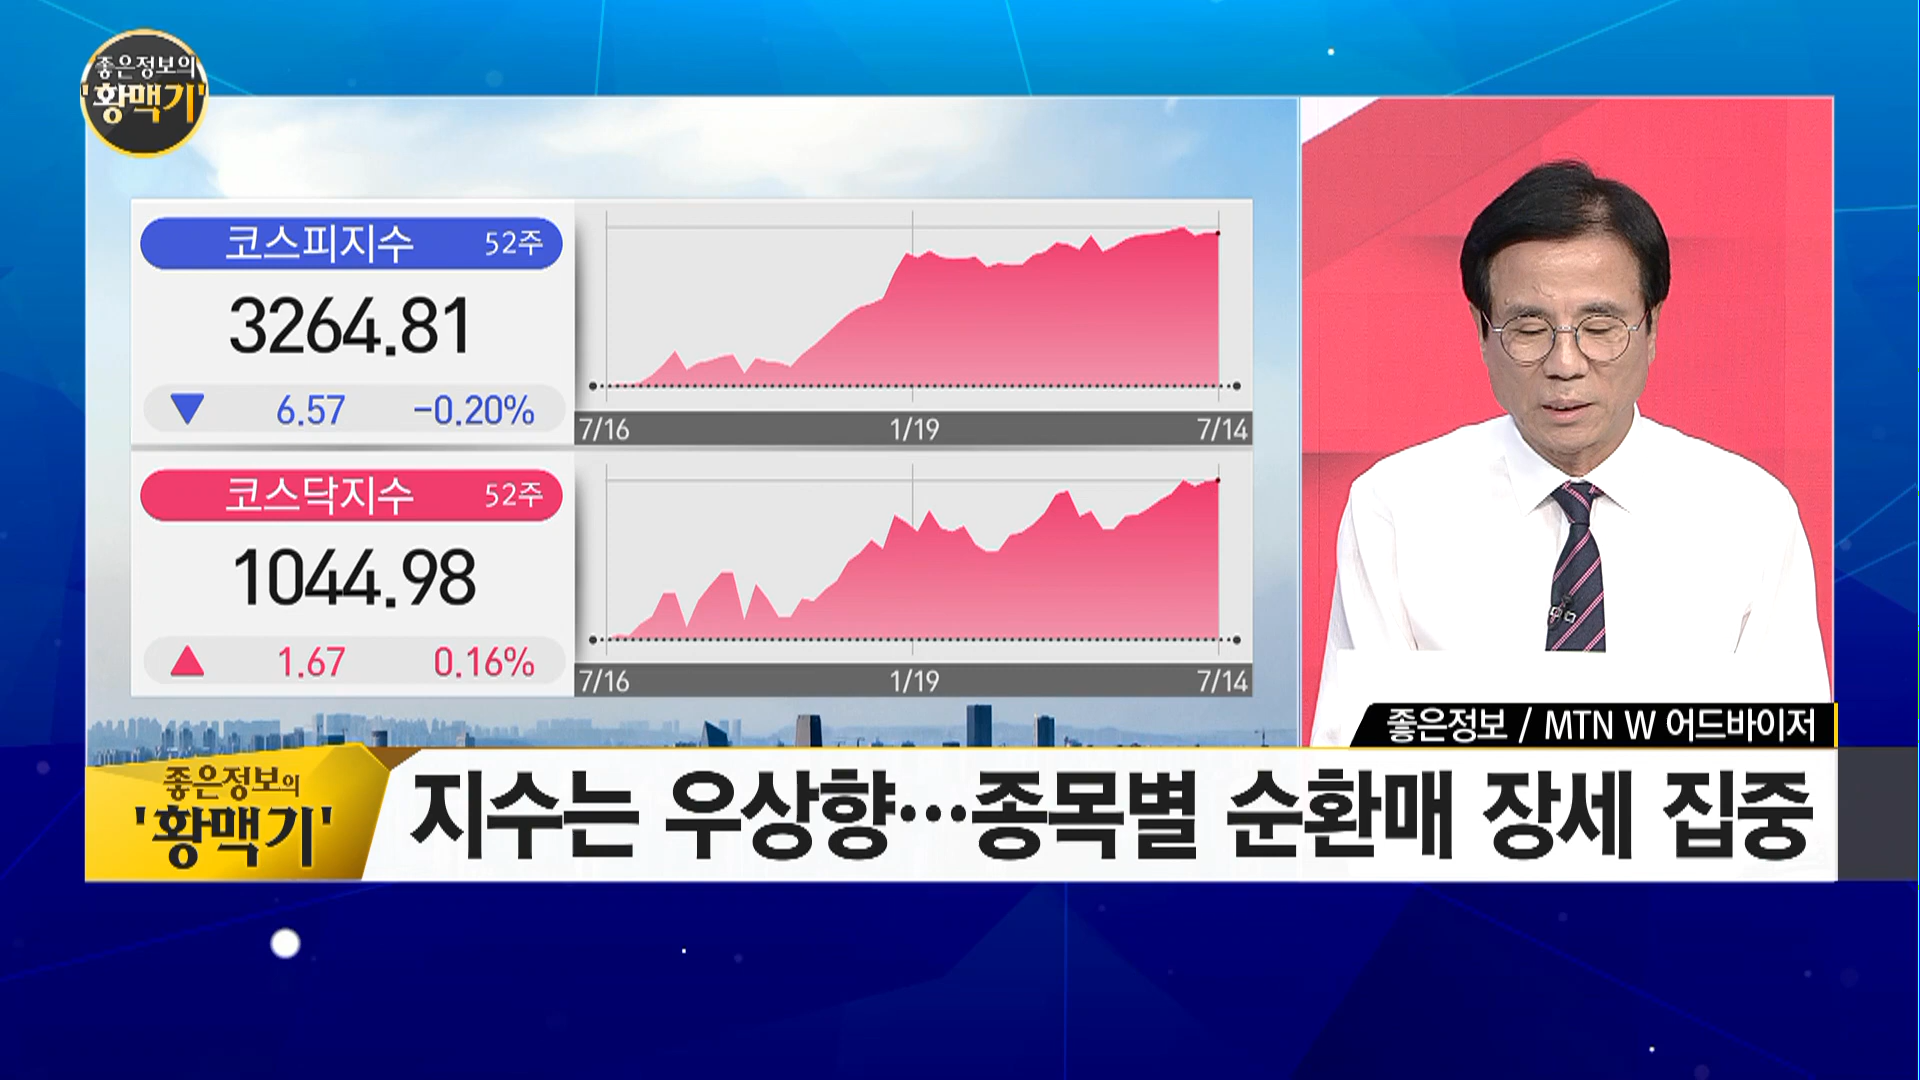 좋은정보의
'황맥기'
코스피지수 52주
3264.81
▼ 6.57 -0.20%
7/16 1/19 7/14
코스닥지수 52주
1044.98
▲ 1.67 0.16%
7/16 1/19 7/14
좋은정보 / MTN W 어드바이저
좋은정보의
'황맥기'
지수는 우상향…종목별 순환매 장세 집중